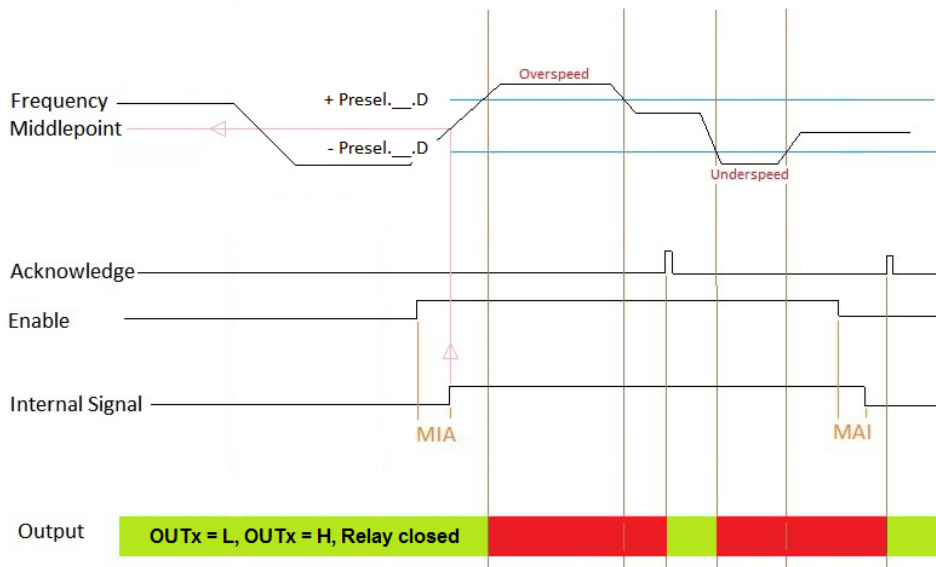 Overspeed
Frequency
+ Presel.__.D
Middlepoint
- Presel.__.D
Underspeed
Acknowledge
Enable
Internal Signal
MIA
MAI
Output
OUTx = L, OUTx = H, Relay closed